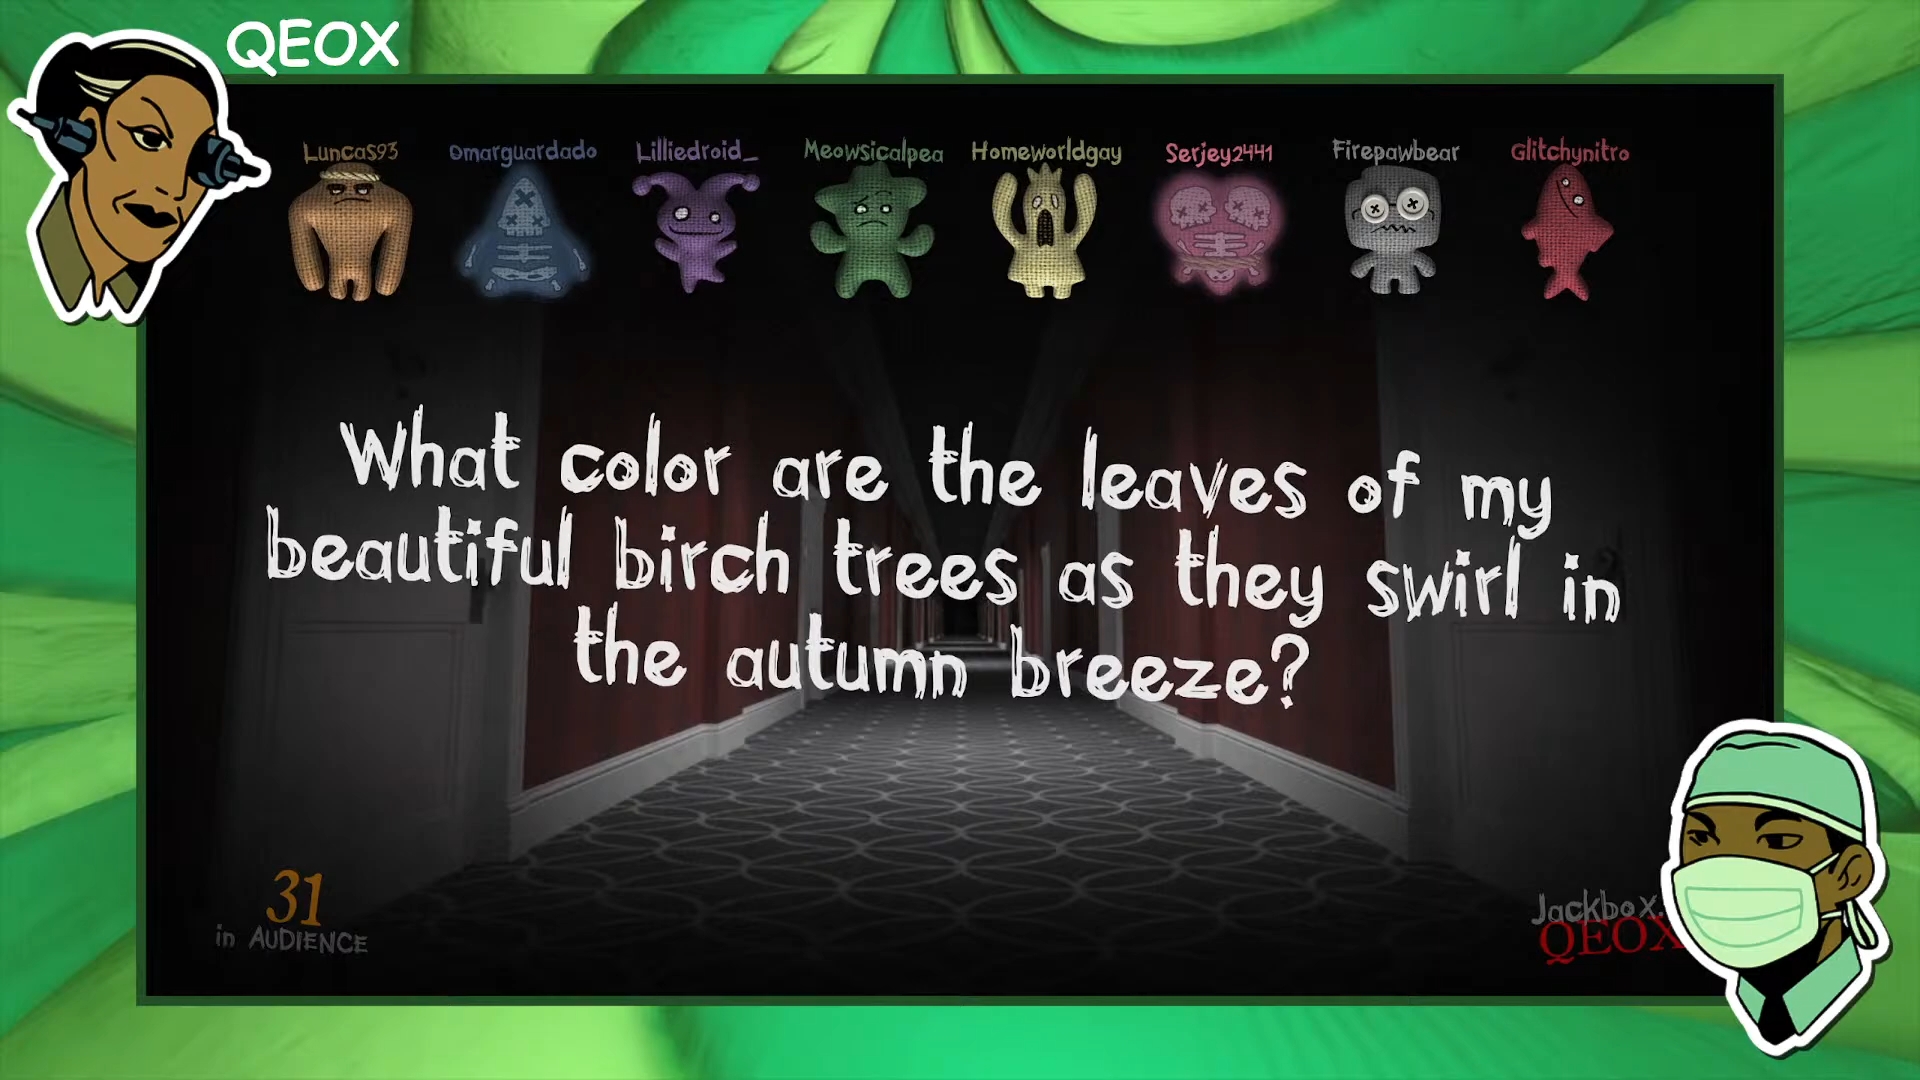 QEOX
Luncas93 Omarguardado Lilliedroid_ Meowsicalpea Homeworldgay Serjey2441 Firepawbear Glitchynitro
What color are the leaves of my
beautiful birch trees as they swirl in
the autumn breeze?
31
in AUDIENCE
Jackbox.
QEOX